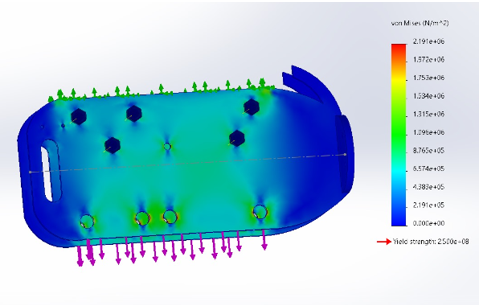 von Mises (N/m^2)
2.191e+06
1.972e+06
1.753e+06
1.534e+06
1.315e+06
1.096e+06
8.765e+05
6.574e+05
4.383e+05
2.191e+05
0.000e+00
Yield strength: 2.500e+08